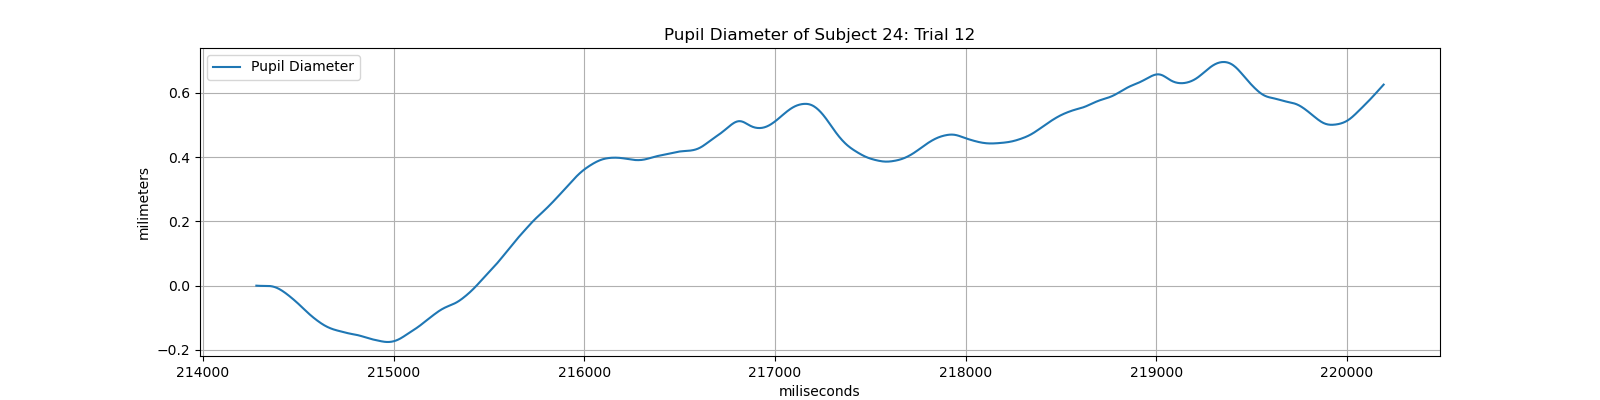 Pupil Diameter of Subject 24: Trial 12
Pupil Diameter
milimeters
0.6
0.4
0.2
0.0
−0.2
214000 215000 216000 217000 218000 219000 220000
miliseconds